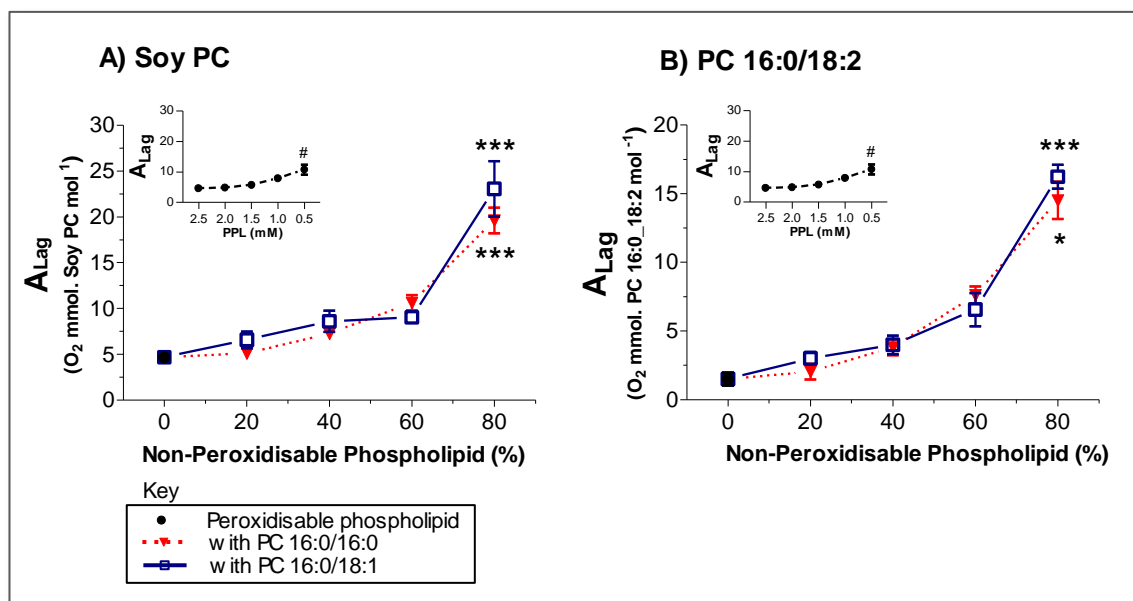 A) Soy PC
A_Lag
(O₂ mmol. Soy PC mol⁻¹)
30
25
20
15
10
5
0
0 20 40 60 80
Non-Peroxidisable Phospholipid (%)
***
***
A_Lag
30
20
10
0
#
2.5 2.0 1.5 1.0 0.5
PPL (mM)
B) PC 16:0/18:2
A_Lag
(O₂ mmol. PC 16:0_18:2 mol⁻¹)
20
15
10
5
0
0 20 40 60 80
Non-Peroxidisable Phospholipid (%)
***
*
A_Lag
30
20
10
0
#
2.5 2.0 1.5 1.0 0.5
PPL (mM)
Key
Peroxidisable phospholipid
with PC 16:0/16:0
with PC 16:0/18:1